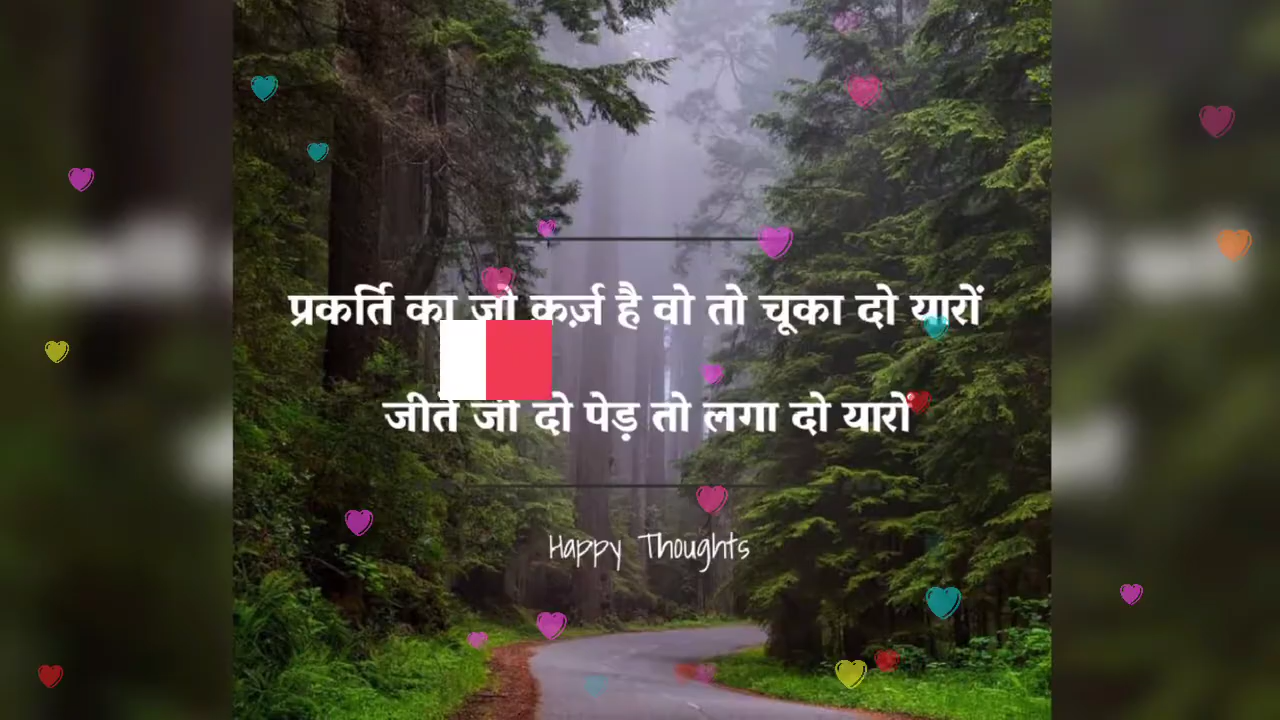 प्रकर्ति का जो कर्ज़ है वो तो चूका दो यारों
जीते जी दो पेड़ तो लगा दो यारों
Happy Thoughts